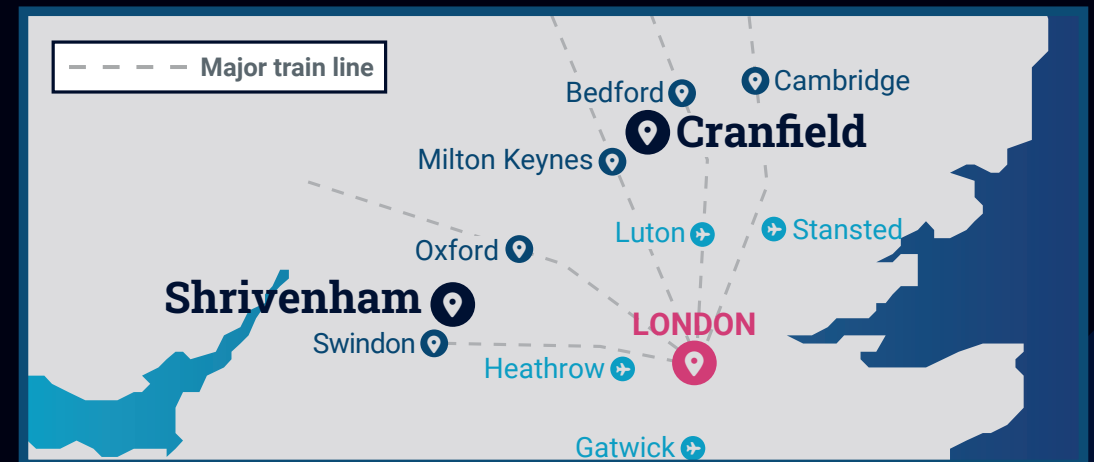 Major train line
Bedford
Cambridge
Cranfield
Milton Keynes
Luton
Stansted
Oxford
Shrivenham
LONDON
Swindon
Heathrow
Gatwick